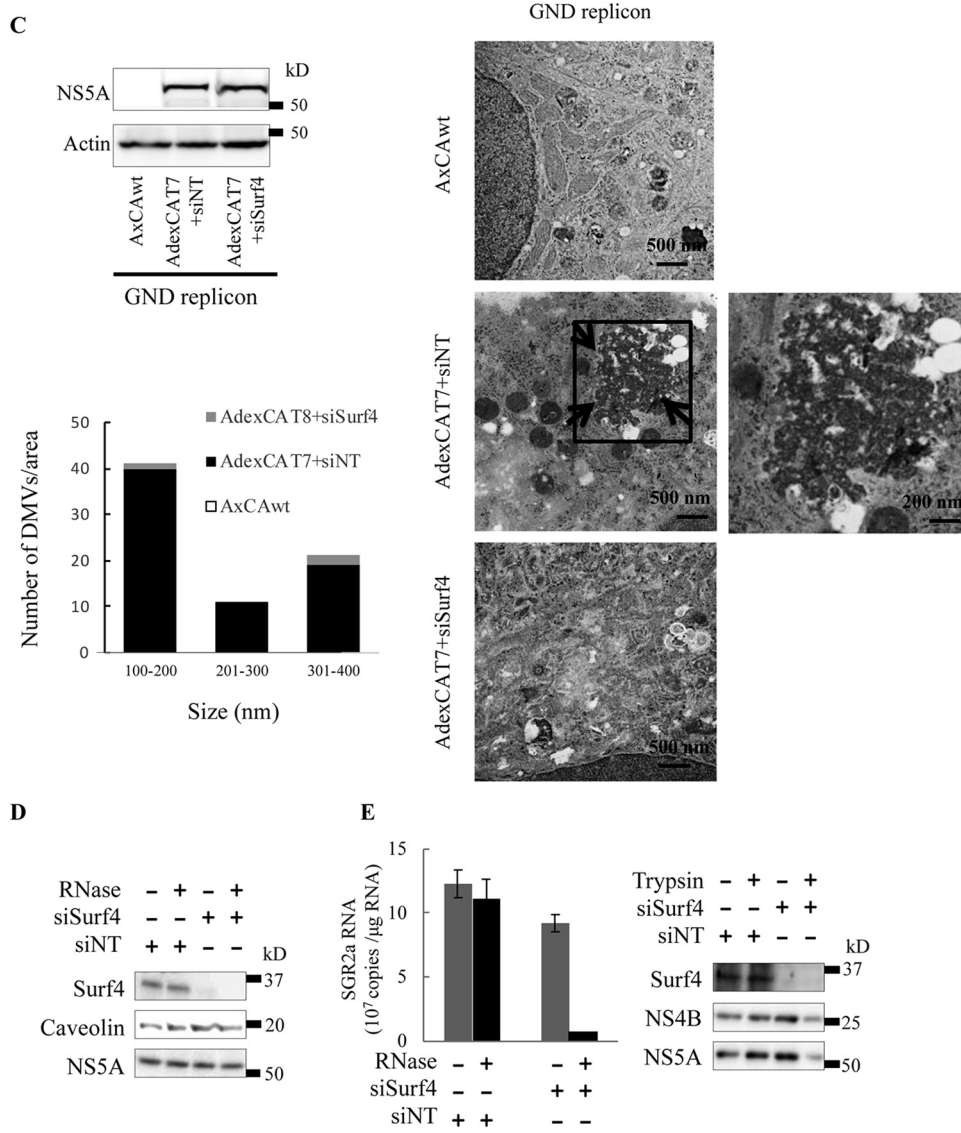 C
GND replicon
kD
NS5A
50
Actin
50
AxCAwt
AdexCAT7
+siNT
AdexCAT7
+siSurf4
GND replicon
AxCAwt
500 nm
AdexCAT7+siNT
500 nm
200 nm
AdexCAT7+siSurf4
500 nm
Number of DMVs/area
50
40
30
20
10
0
AdexCAT8+siSurf4
AdexCAT7+siNT
AxCAwt
100-200 201-300 301-400
Size (nm)
D
RNase – + – +
siSurf4 – – + +
siNT + + – –
kD
Surf4 37
Caveolin 20
NS5A 50
E
SGR2a RNA
(10⁷ copies /µg RNA)
15
10
5
0
RNase – + – +
siSurf4 – – + +
siNT + + – –
Trypsin – + – +
siSurf4 – – + +
siNT + + – –
kD
Surf4 37
NS4B 25
NS5A 50